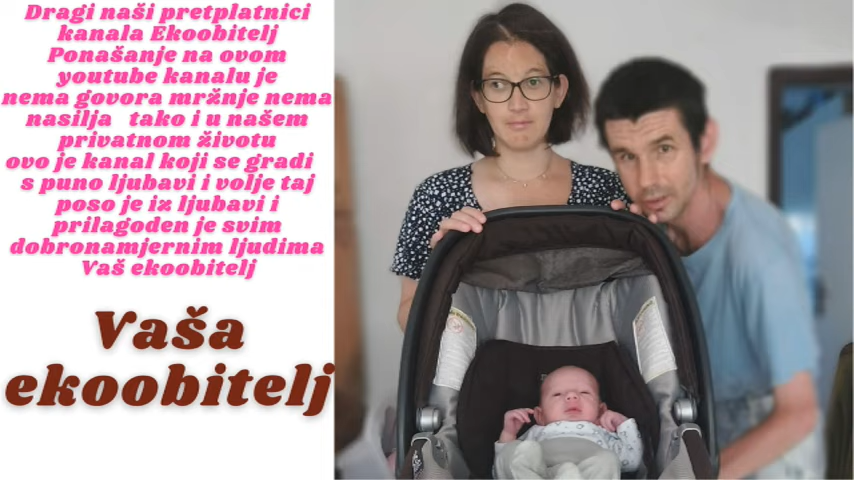 Dragi naši pretplatnici
kanala Ekoobitelj
Ponašanje na ovom
youtube kanalu je
nema govora mržnje nema
nasilja tako i u našem
privatnom životu
ovo je kanal koji se gradi
s puno ljubavi i volje taj
poso je iz ljubavi i
prilagođen je svim
dobronamjernim ljudima
Vaš ekoobitelj
Vaša
ekoobitelj